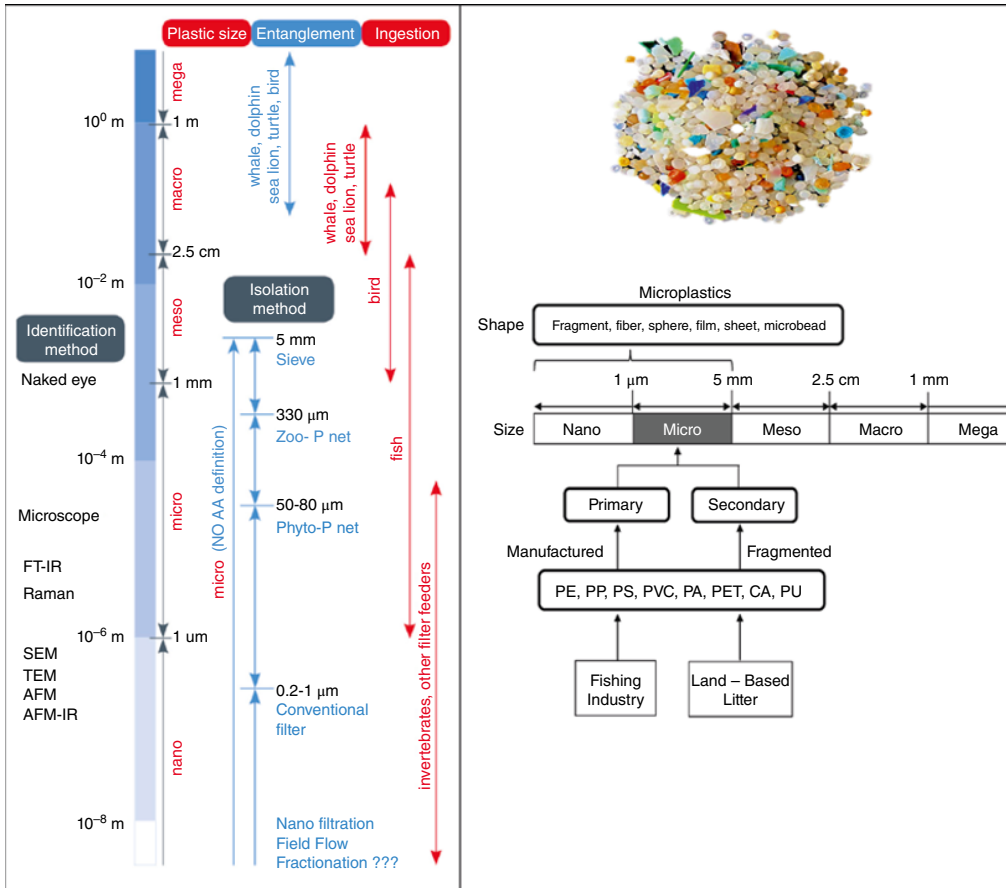 Plastic size
Entanglement
Ingestion
mega
10⁰ m
1 m
whale, dolphin
sea lion, turtle, bird
macro
whale, dolphin
sea lion, turtle
2.5 cm
10⁻² m
bird
meso
Isolation
method
Identification
method
5 mm
Sieve
Naked eye
1 mm
330 µm
Zoo- P net
fish
10⁻⁴ m
micro
micro (NO AA definition)
50-80 µm
Phyto-P net
Microscope
FT-IR
Raman
10⁻⁶ m
1 um
invertebrates, other filter feeders
SEM
TEM
AFM
AFM-IR
0.2-1 µm
Conventional
filter
nano
10⁻⁸ m
Nano filtration
Field Flow
Fractionation ???
Microplastics
Shape
Fragment, fiber, sphere, film, sheet, microbead
1 µm
5 mm
2.5 cm
1 mm
Size
Nano
Micro
Meso
Macro
Mega
Primary
Secondary
Manufactured
Fragmented
PE, PP, PS, PVC, PA, PET, CA, PU
Fishing
Industry
Land – Based
Litter